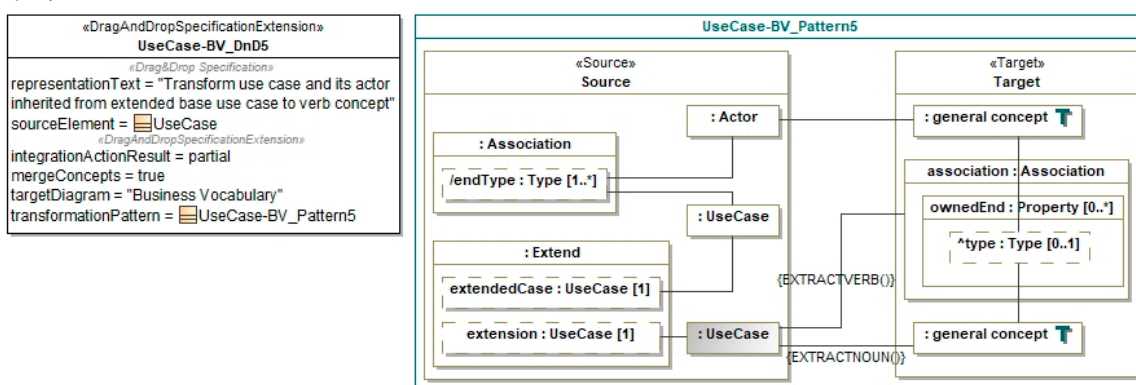 «DragAndDropSpecificationExtension»
UseCase-BV_DnD5
«Drag&Drop Specification»
representationText = "Transform use case and its actor
inherited from extended base use case to verb concept"
sourceElement = UseCase
«DragAndDropSpecificationExtension»
integrationActionResult = partial
mergeConcepts = true
targetDiagram = "Business Vocabulary"
transformationPattern = UseCase-BV_Pattern5
UseCase-BV_Pattern5
«Source»
Source
: Actor
: Association
/endType : Type [1..*]
: UseCase
: Extend
extendedCase : UseCase [1]
extension : UseCase [1]
: UseCase
{EXTRACTVERB()}
{EXTRACTNOUN()}
«Target»
Target
: general concept
association : Association
ownedEnd : Property [0..*]
^type : Type [0..1]
: general concept